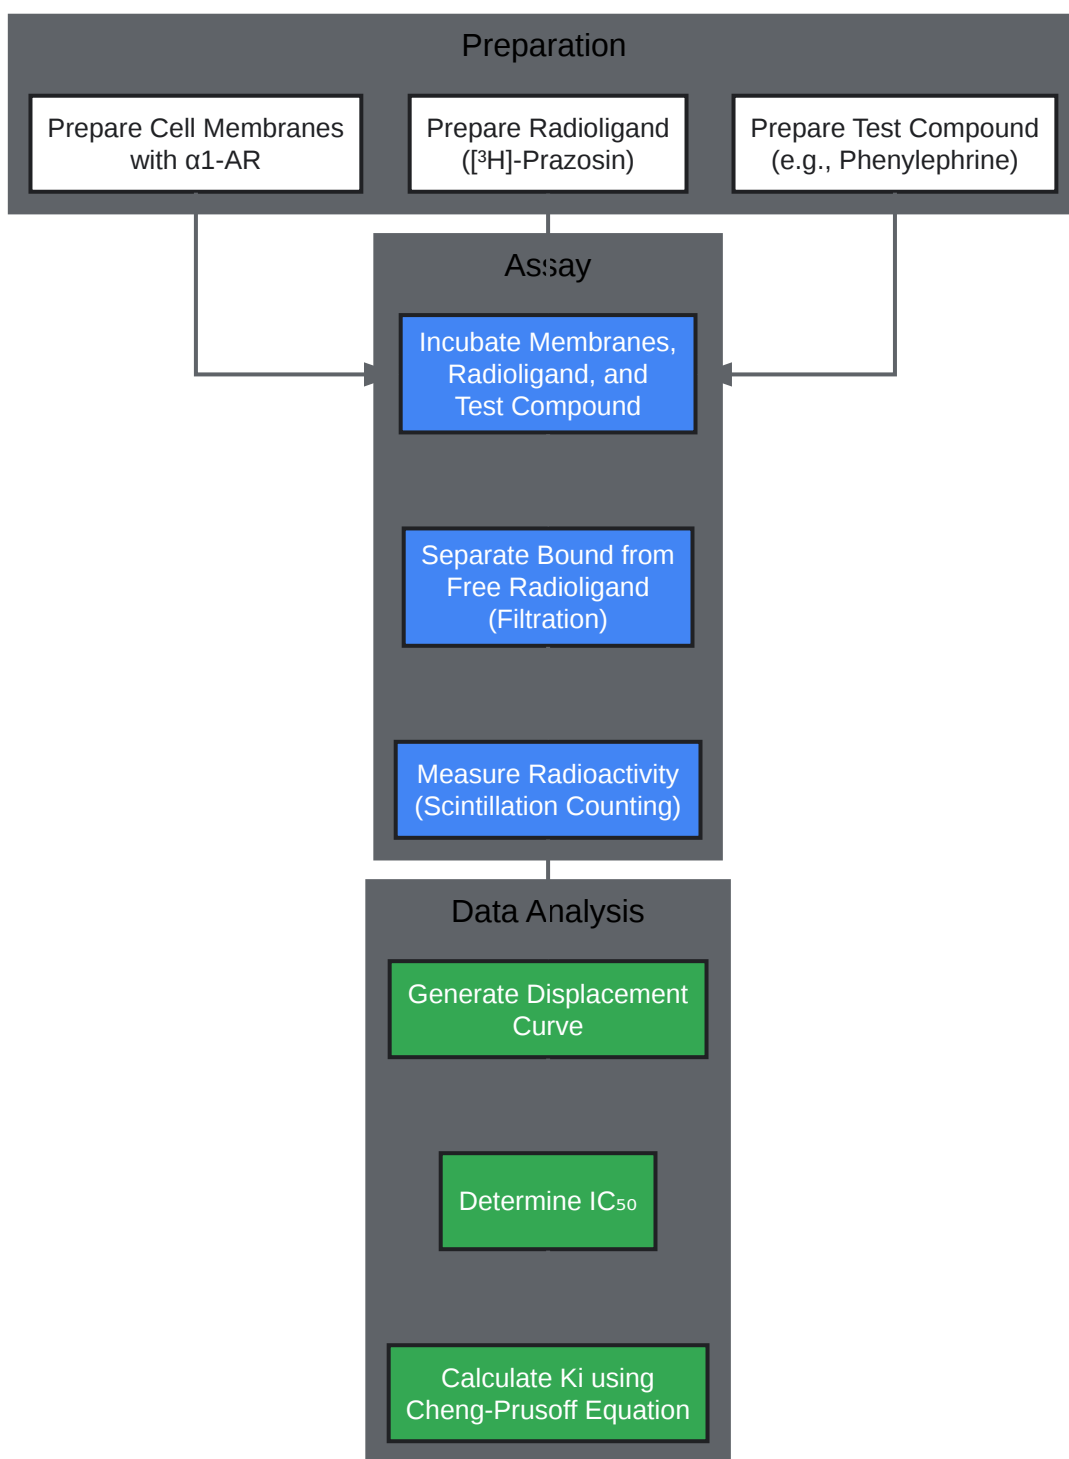 Preparation
Prepare Cell Membranes
with α1-AR
Prepare Radioligand
([³H]-Prazosin)
Prepare Test Compound
(e.g., Phenylephrine)
Assay
Incubate Membranes,
Radioligand, and
Test Compound
Separate Bound from
Free Radioligand
(Filtration)
Measure Radioactivity
(Scintillation Counting)
Data Analysis
Generate Displacement
Curve
Determine IC₅₀
Calculate Ki using
Cheng-Prusoff Equation